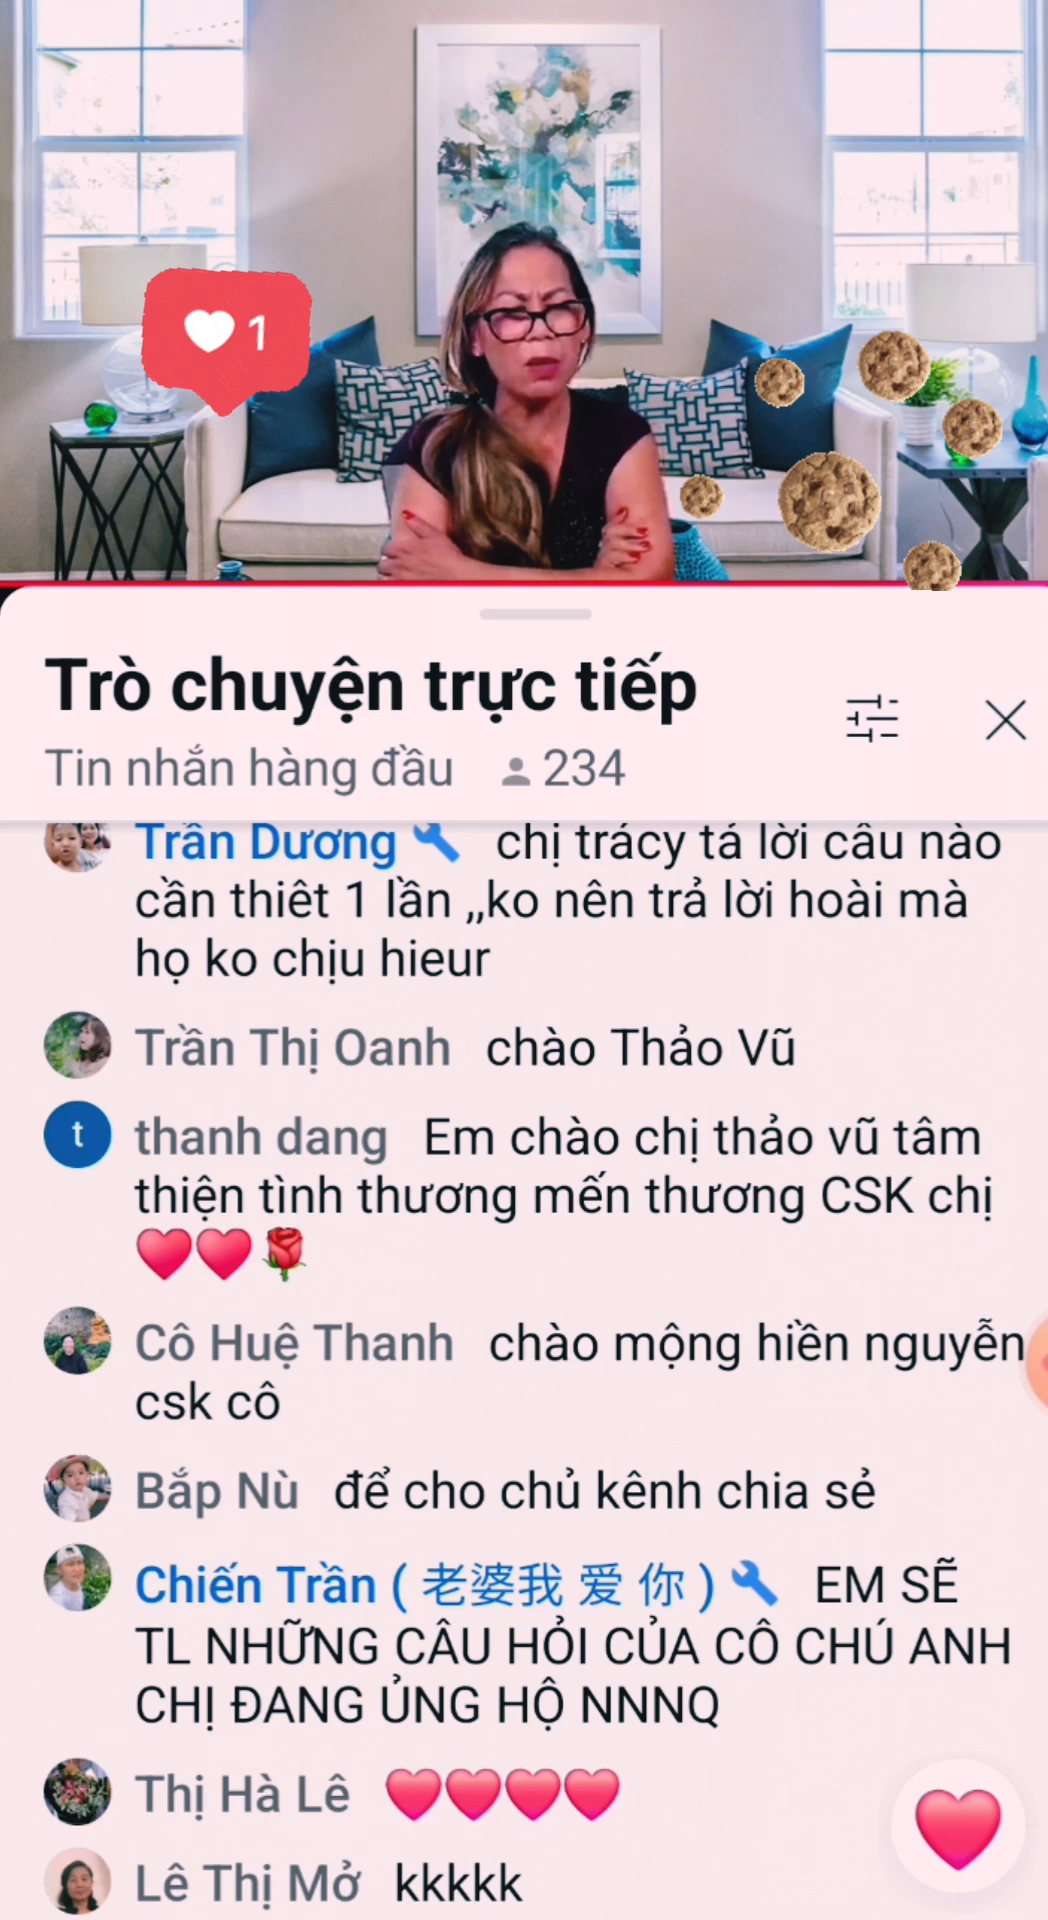 1
Trò chuyện trực tiếp
Tin nhắn hàng đầu 234
Trần Dương chị trácy tá lời câu nào
cần thiêt 1 lần ,,ko nên trả lời hoài mà
họ ko chịu hieur
Trần Thị Oanh chào Thảo Vũ
t thanh dang Em chào chị thảo vũ tâm
thiện tình thương mến thương CSK chị
❤️❤️🌹
Cô Huệ Thanh chào mộng hiền nguyễn
csk cô
Bắp Nù để cho chủ kênh chia sẻ
Chiến Trần ( 老婆我 爱 你 ) EM SẼ
TL NHỮNG CÂU HỎI CỦA CÔ CHÚ ANH
CHỊ ĐANG ỦNG HỘ NNNQ
Thị Hà Lê ❤️❤️❤️❤️
Lê Thị Mở kkkkk